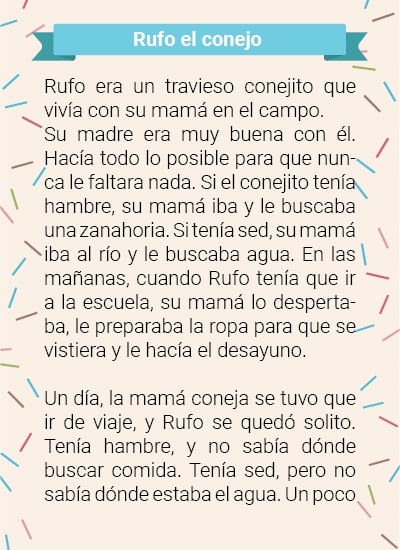 Rufo el conejo
Rufo era un travieso conejito que
vivía con su mamá en el campo.
Su madre era muy buena con él.
Hacía todo lo posible para que nun-
ca le faltara nada. Si el conejito tenía
hambre, su mamá iba y le buscaba
una zanahoria. Si tenía sed, su mamá
iba al río y le buscaba agua. En las
mañanas, cuando Rufo tenía que ir
a la escuela, su mamá lo desperta-
ba, le preparaba la ropa para que se
vistiera y le hacía el desayuno.
Un día, la mamá coneja se tuvo que
ir de viaje, y Rufo se quedó solito.
Tenía hambre, y no sabía dónde
buscar comida. Tenía sed, pero no
sabía dónde estaba el agua. Un poco